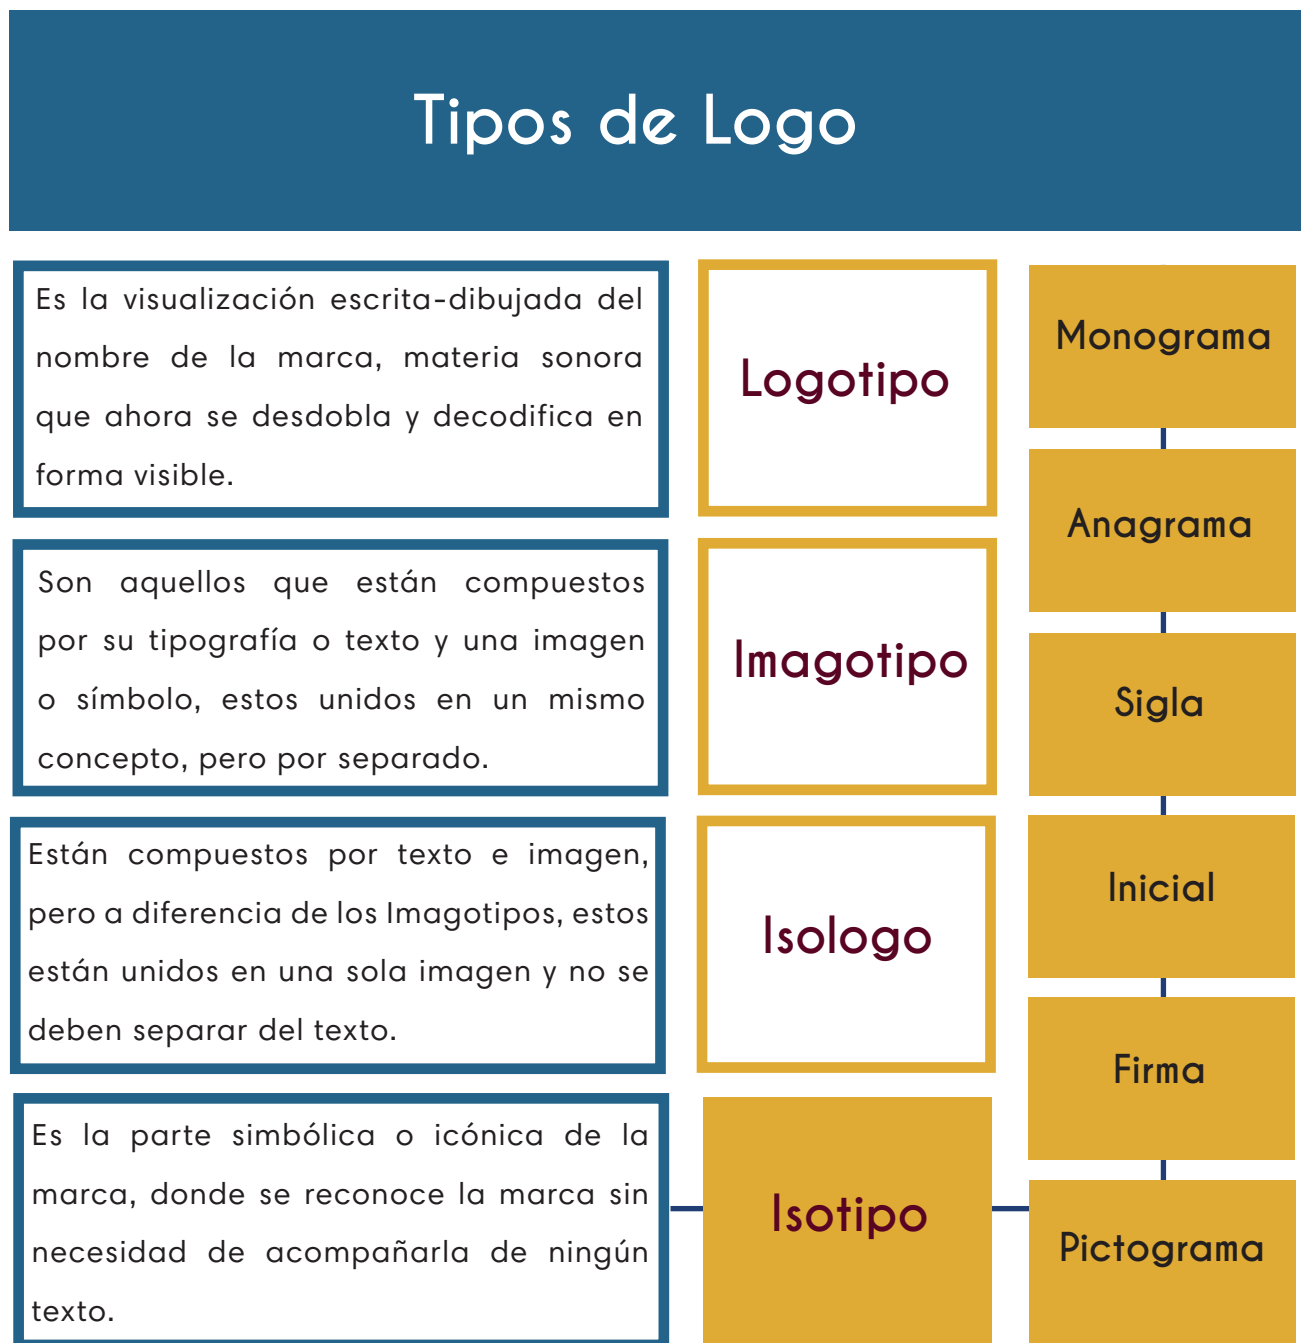 Tipos de Logo
Es la visualización escrita-dibujada del
nombre de la marca, materia sonora
que ahora se desdobla y decodifica en
forma visible.
Logotipo
Son aquellos que están compuestos
por su tipografía o texto y una imagen
o símbolo, estos unidos en un mismo
concepto, pero por separado.
Imagotipo
Están compuestos por texto e imagen,
pero a diferencia de los Imagotipos, estos
están unidos en una sola imagen y no se
deben separar del texto.
Isologo
Es la parte simbólica o icónica de la
marca, donde se reconoce la marca sin
necesidad de acompañarla de ningún
texto.
Isotipo
Monograma
Anagrama
Sigla
Inicial
Firma
Pictograma